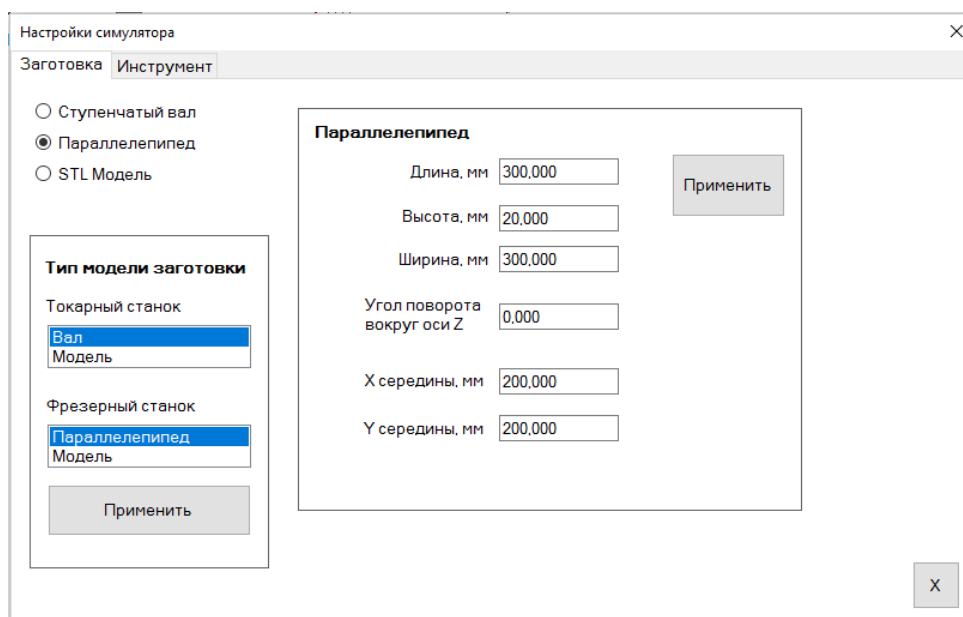 Настройки симулятора
Заготовка Инструмент
Ступенчатый вал
Параллелепипед
STL Модель
Тип модели заготовки
Токарный станок
Вал
Модель
Фрезерный станок
Параллелепипед
Модель
Применить
Параллелепипед
Длина, мм 300,000
Высота, мм 20,000
Ширина, мм 300,000
Угол поворота
вокруг оси Z 0,000
X середины, мм 200,000
Y середины, мм 200,000
Применить
X